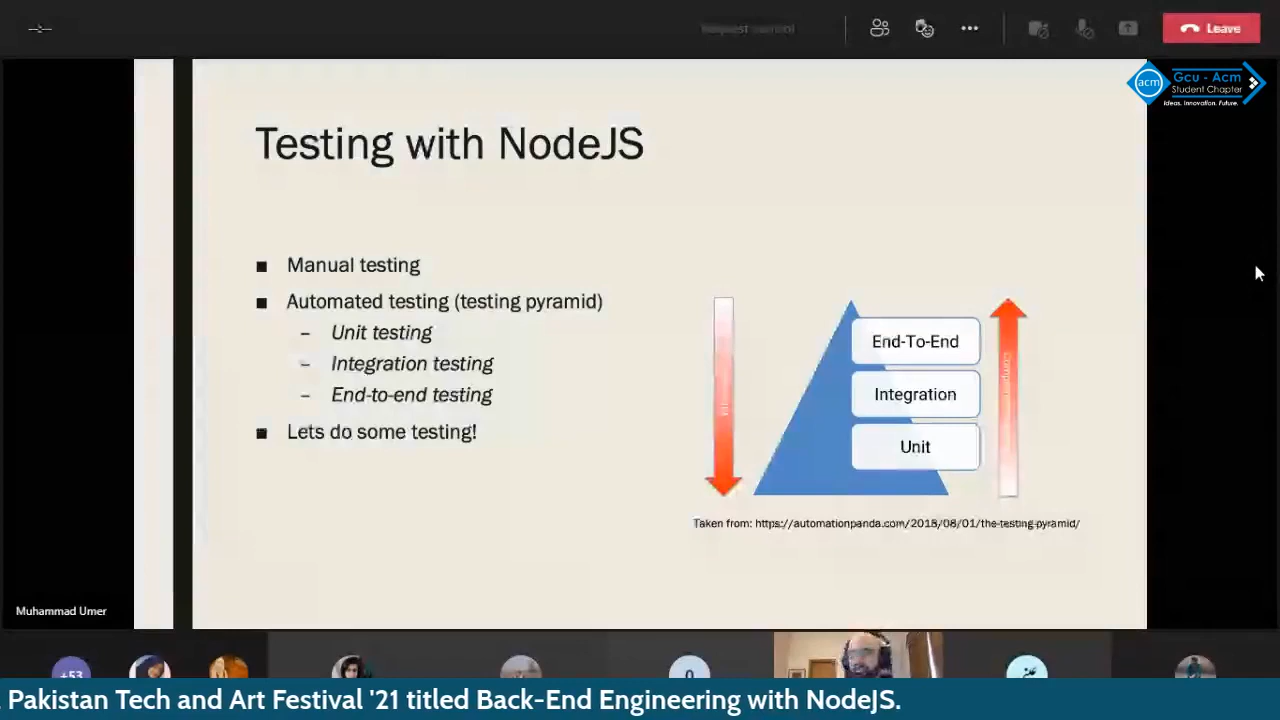 Request control
Leave
acm
Gcu - Acm
Student Chapter
Ideas. Innovation. Future.
Testing with NodeJS
■ Manual testing
■ Automated testing (testing pyramid)
– Unit testing
– Integration testing
– End-to-end testing
■ Lets do some testing!
End-To-End
Integration
Unit
Taken from: https://automationpanda.com/2018/08/01/the-testing-pyramid/
Muhammad Umer
+53
Pakistan Tech and Art Festival '21 titled Back-End Engineering with NodeJS.